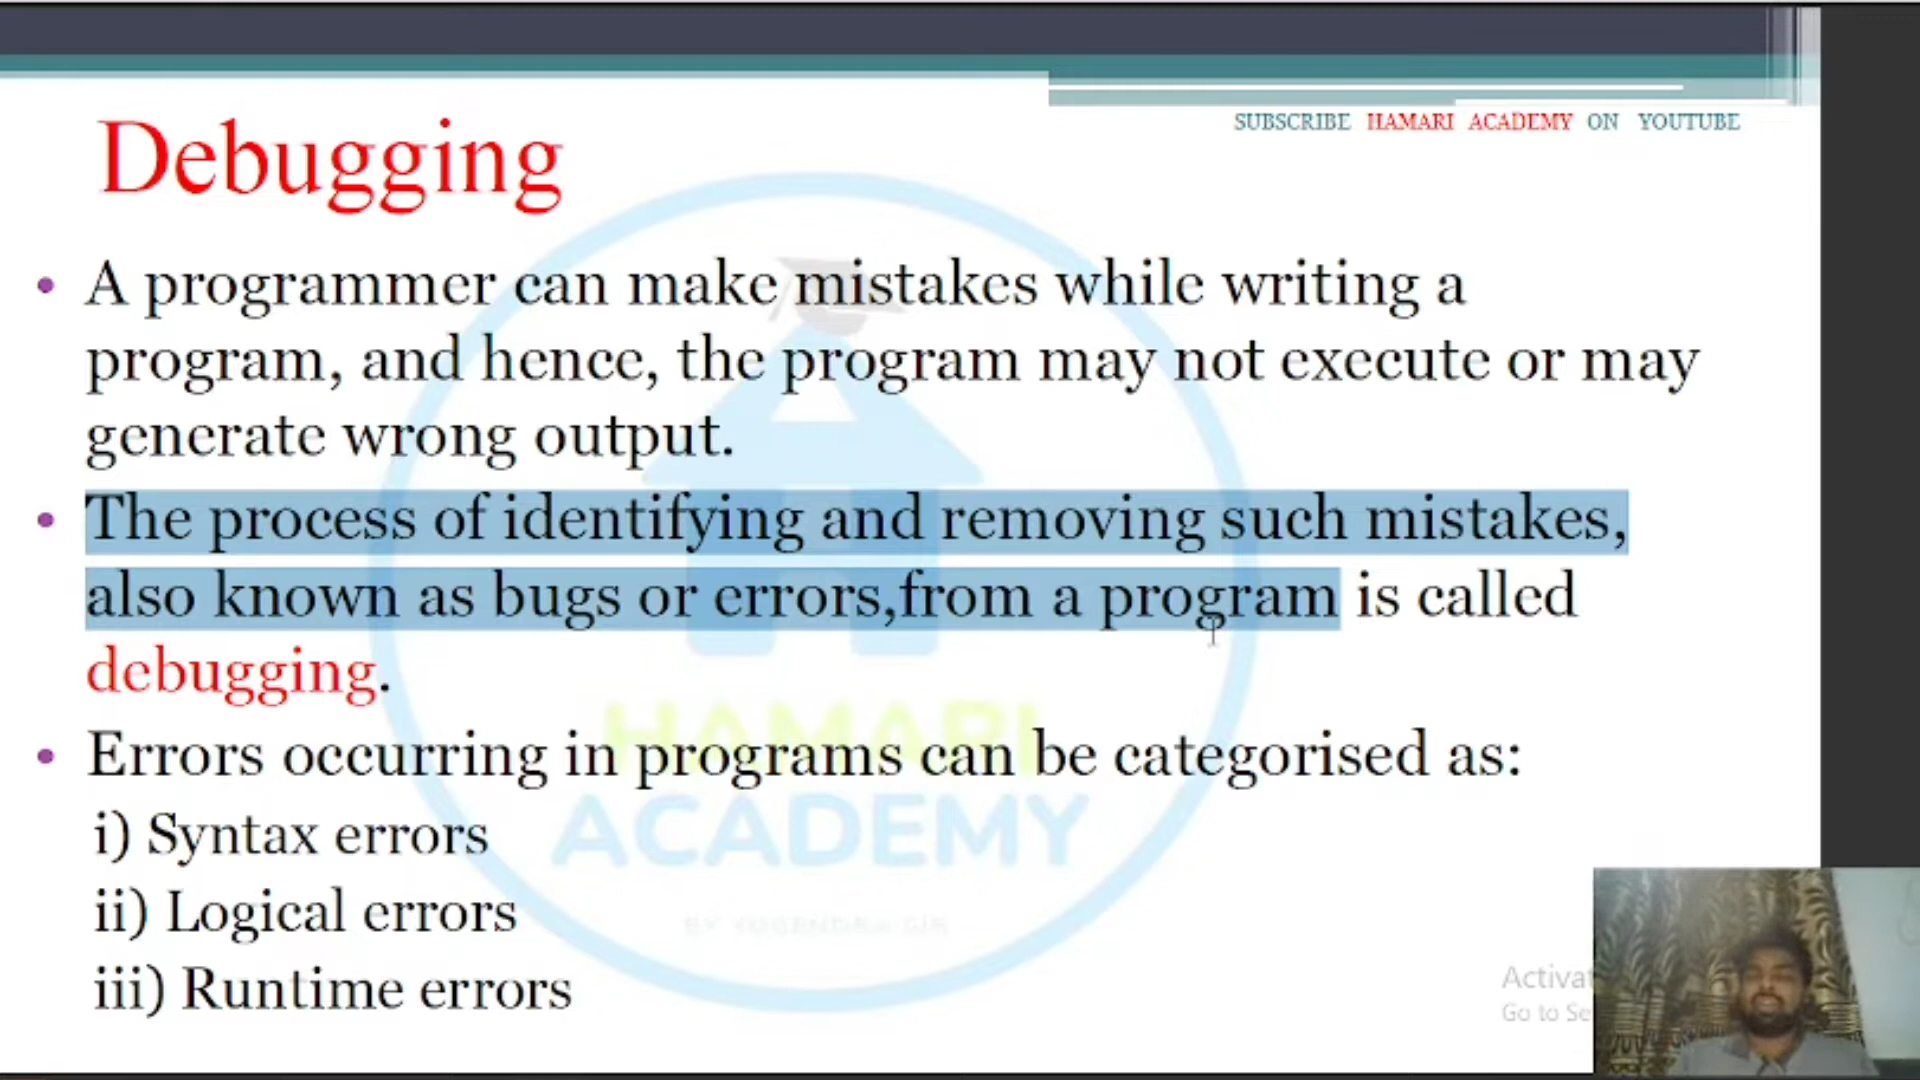 SUBSCRIBE HAMARI ACADEMY ON YOUTUBE
Debugging
• A programmer can make mistakes while writing a
program, and hence, the program may not execute or may
generate wrong output.
• The process of identifying and removing such mistakes,
also known as bugs or errors,from a program is called
debugging.
• Errors occurring in programs can be categorised as:
i) Syntax errors
ii) Logical errors
iii) Runtime errors
HAMARI
ACADEMY
BY YOGENDRA SIR
Activat
Go to Se